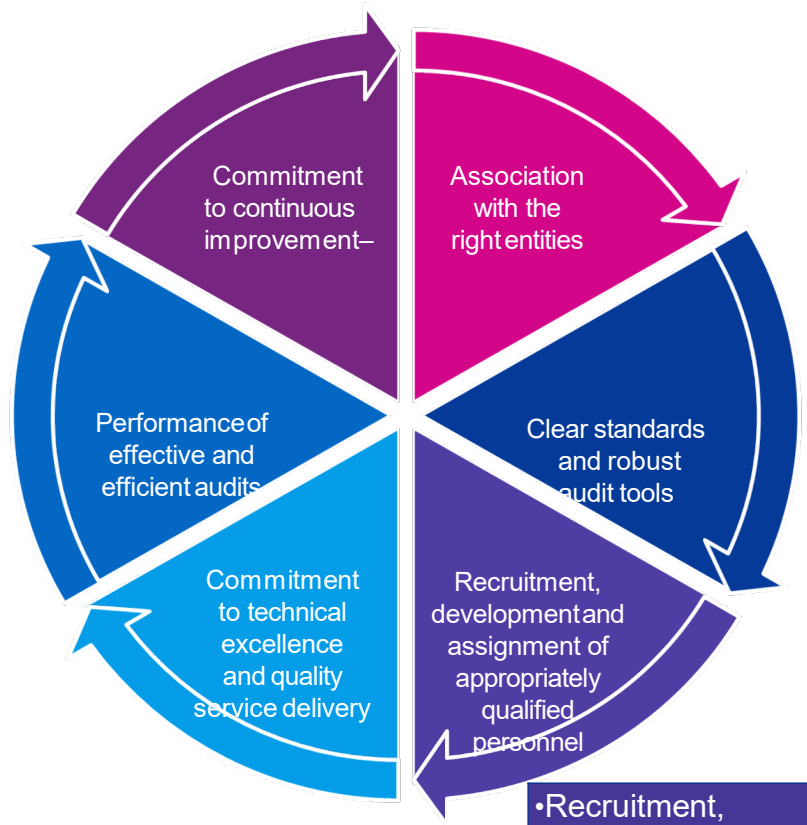 Commitment
to continuous
improvement–
Association
with the
right entities
Performance of
effective and
efficient audits
Clear standards
and robust
audit tools
Commitment
to technical
excellence
and quality
service delivery
Recruitment,
development and
assignment of
appropriately
qualified
personnel
•Recruitment,